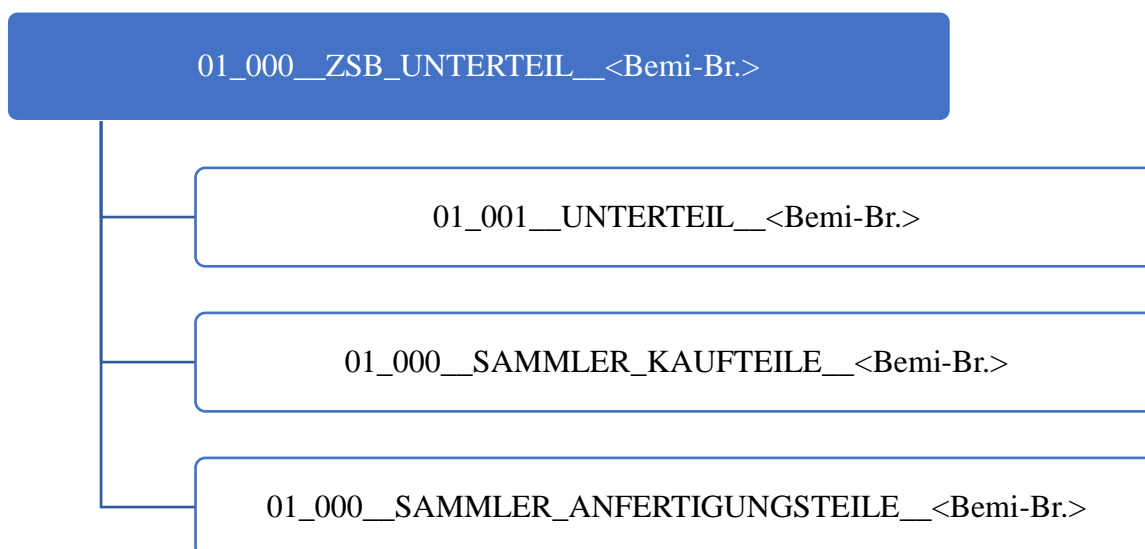 01_000__ZSB_UNTERTEIL__<Bemi-Br.>
01_001__UNTERTEIL__<Bemi-Br.>
01_000__SAMMLER_KAUFTEILE__<Bemi-Br.>
01_000__SAMMLER_ANFERTIGUNGSTEILE__<Bemi-Br.>